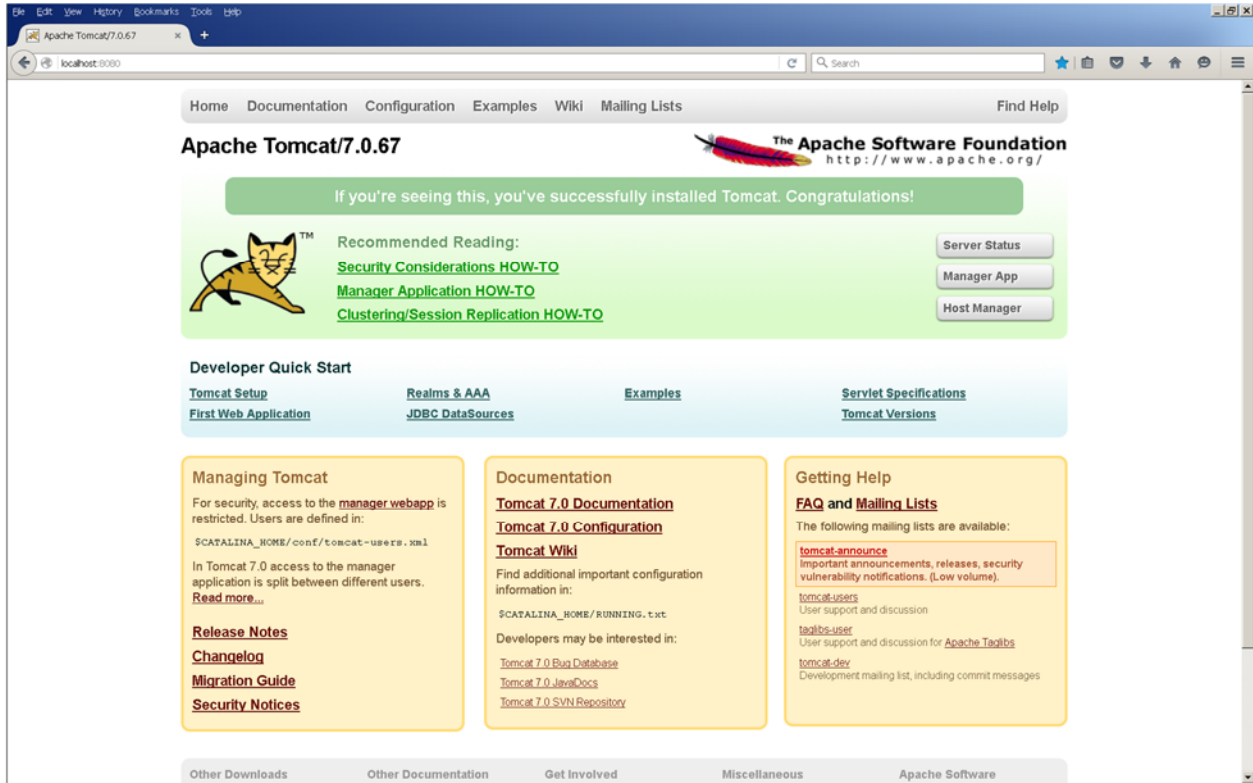 File Edit View History Bookmarks Tools Help
Apache Tomcat/7.0.67
localhost:8080
Search
Home Documentation Configuration Examples Wiki Mailing Lists Find Help
Apache Tomcat/7.0.67
The Apache Software Foundation
http://www.apache.org/
If you're seeing this, you've successfully installed Tomcat. Congratulations!
TM
Recommended Reading:
Security Considerations HOW-TO
Manager Application HOW-TO
Clustering/Session Replication HOW-TO
Server Status
Manager App
Host Manager
Developer Quick Start
Tomcat Setup
First Web Application
Realms & AAA
JDBC DataSources
Examples
Servlet Specifications
Tomcat Versions
Managing Tomcat
For security, access to the manager webapp is
restricted. Users are defined in:
$CATALINA_HOME/conf/tomcat-users.xml
In Tomcat 7.0 access to the manager
application is split between different users.
Read more...
Release Notes
Changelog
Migration Guide
Security Notices
Documentation
Tomcat 7.0 Documentation
Tomcat 7.0 Configuration
Tomcat Wiki
Find additional important configuration
information in:
$CATALINA_HOME/RUNNING.txt
Developers may be interested in:
Tomcat 7.0 Bug Database
Tomcat 7.0 JavaDocs
Tomcat 7.0 SVN Repository
Getting Help
FAQ and Mailing Lists
The following mailing lists are available:
tomcat-announce
Important announcements, releases, security
vulnerability notifications. (Low volume).
tomcat-users
User support and discussion
taglibs-user
User support and discussion for Apache Taglibs
tomcat-dev
Development mailing list, including commit messages
Other Downloads Other Documentation Get Involved Miscellaneous Apache Software